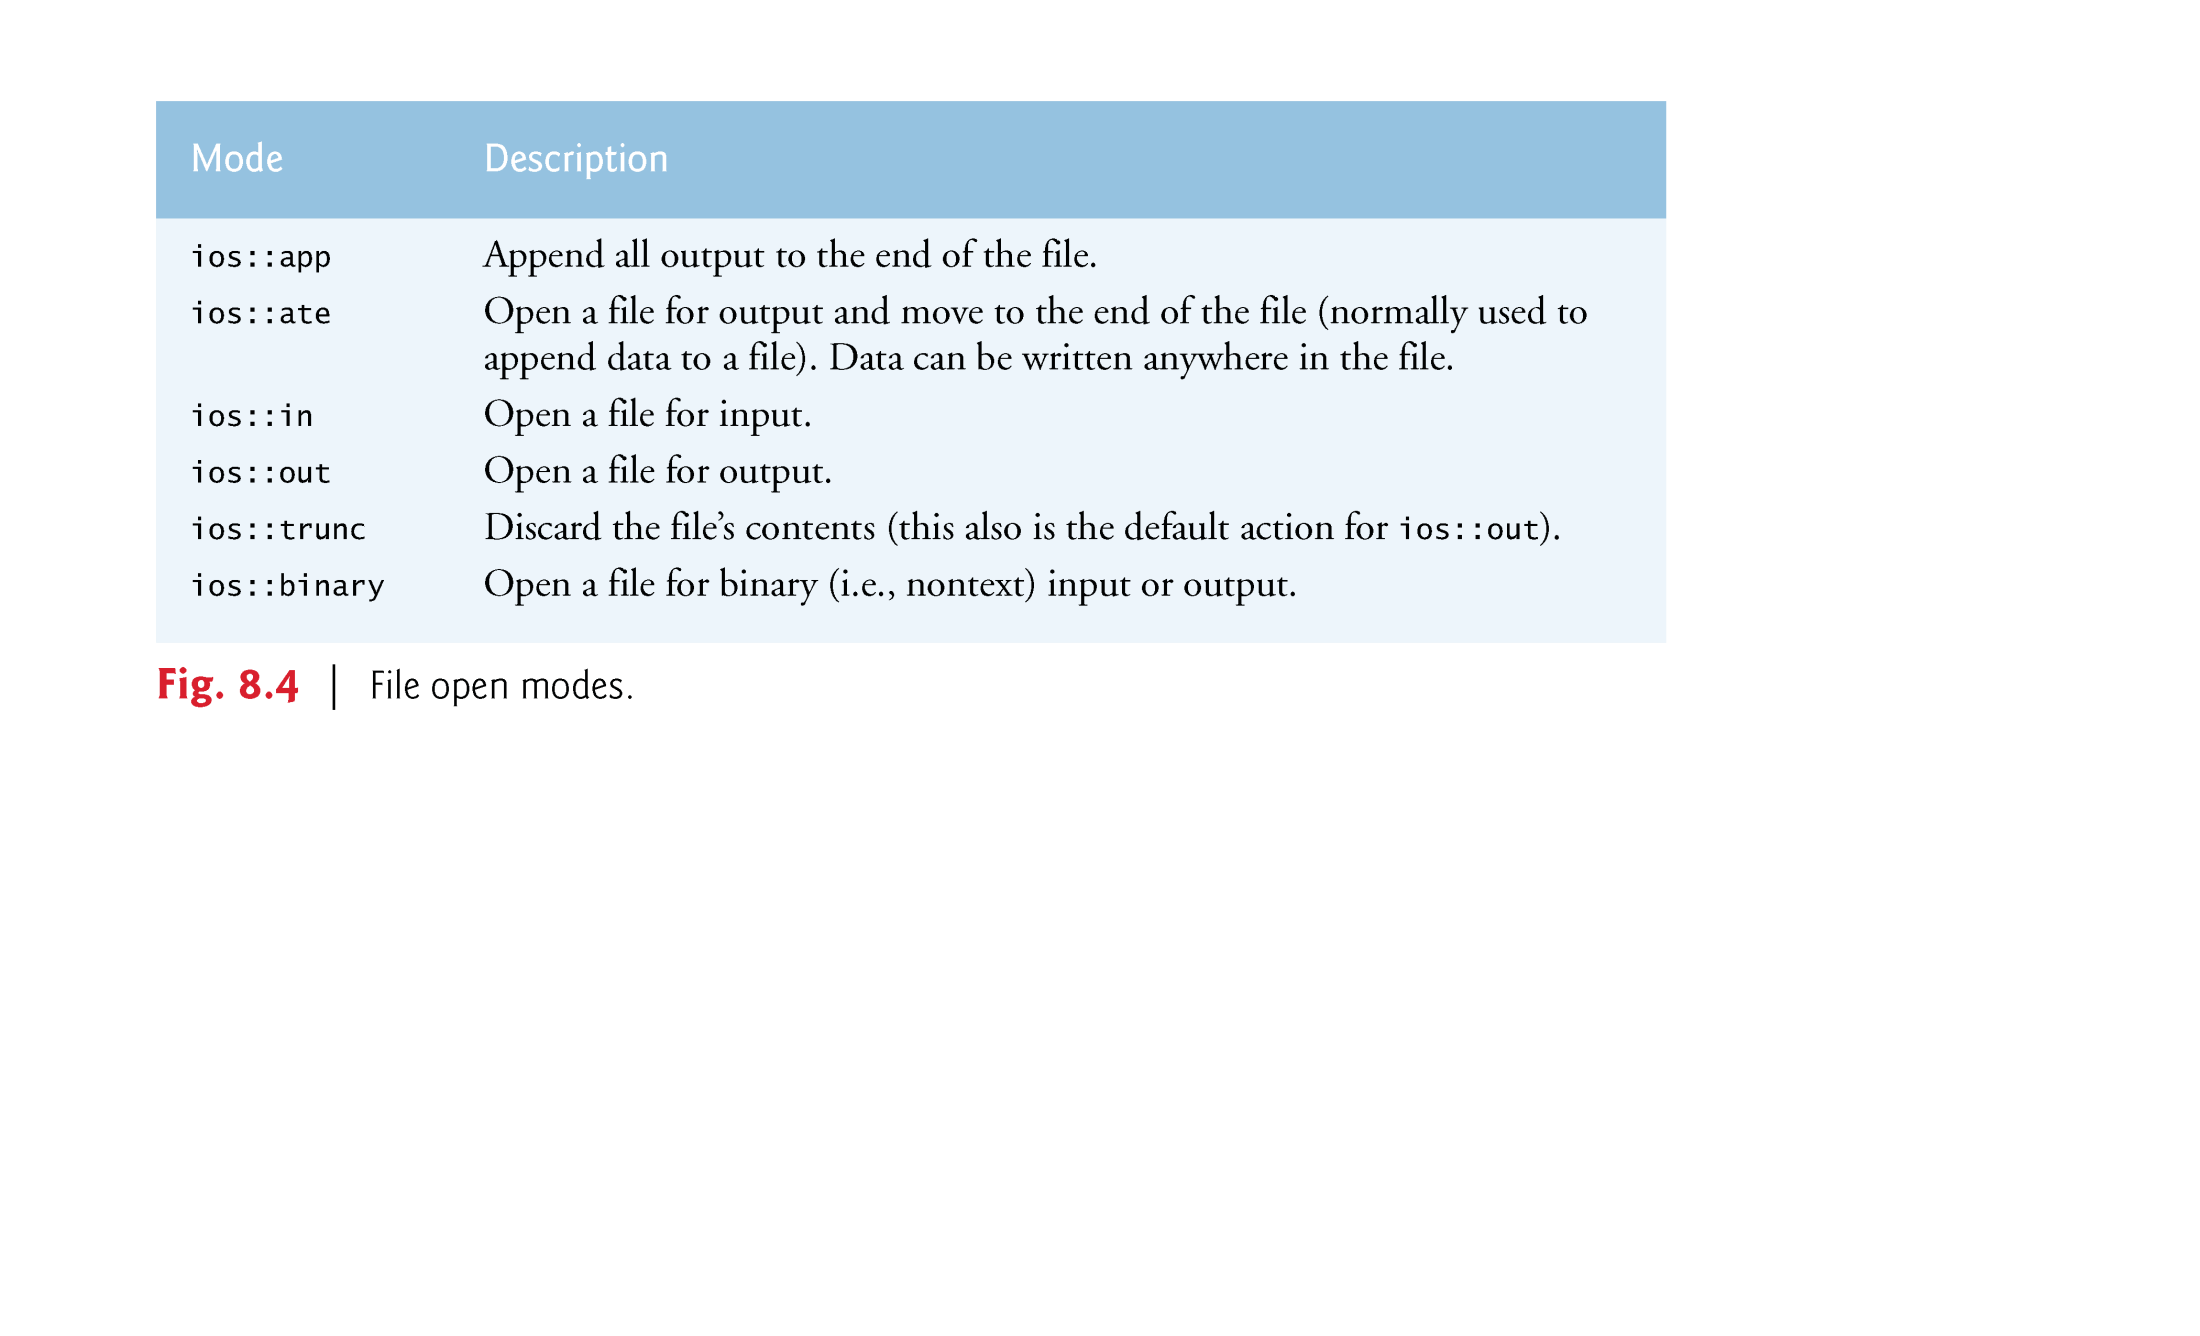 Mode Description
ios::app Append all output to the end of the file.
ios::ate Open a file for output and move to the end of the file (normally used to
append data to a file). Data can be written anywhere in the file.
ios::in Open a file for input.
ios::out Open a file for output.
ios::trunc Discard the file’s contents (this also is the default action for ios::out).
ios::binary Open a file for binary (i.e., nontext) input or output.
Fig. 8.4 | File open modes.